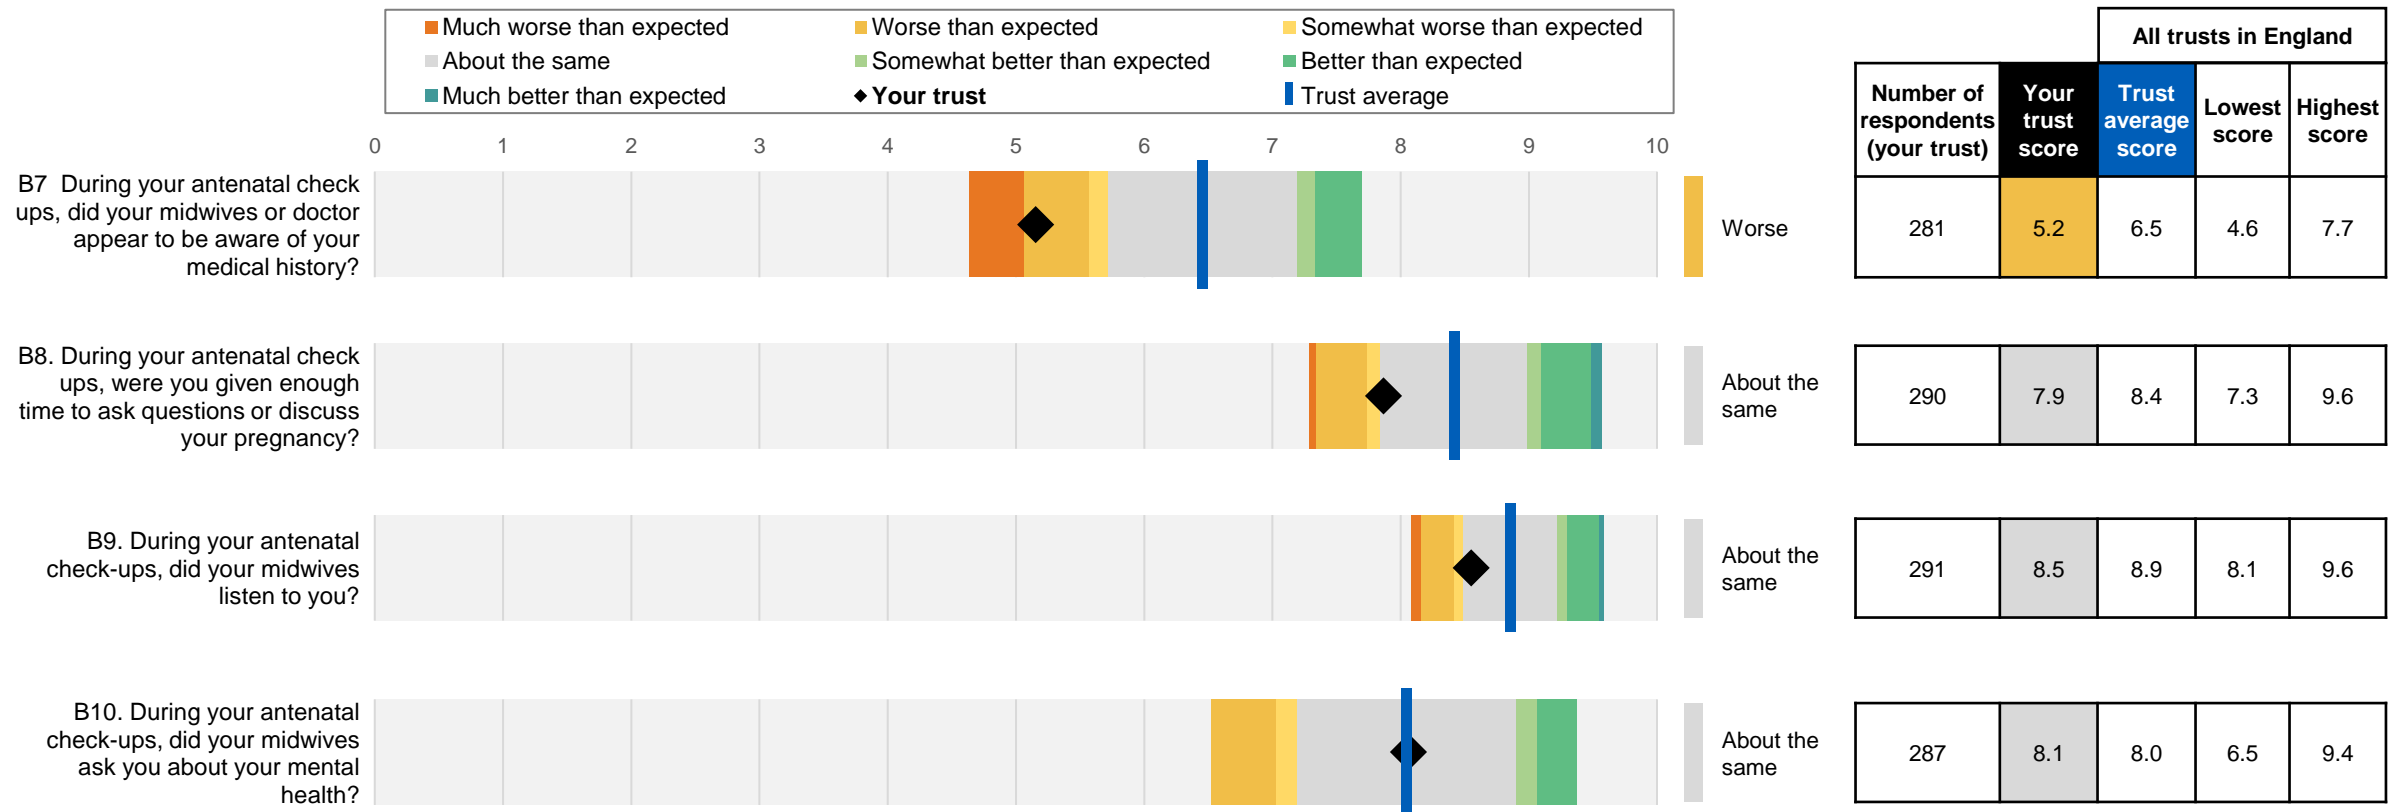 Much worse than expected
Worse than expected
Somewhat worse than expected
About the same
Somewhat better than expected
Better than expected
Much better than expected
Your trust
Trust average
All trusts in England
Number of
respondents
(your trust)
Your
trust
score
Trust
average
score
Lowest
score
Highest
score
0 1 2 3 4 5 6 7 8 9 10
B7  During your antenatal check
ups, did your midwives or doctor
appear to be aware of your
medical history?
Worse
281 5.2 6.5 4.6 7.7
B8. During your antenatal check
ups, were you given enough
time to ask questions or discuss
your pregnancy?
About the
same
290 7.9 8.4 7.3 9.6
B9. During your antenatal
check-ups, did your midwives
listen to you?
About the
same
291 8.5 8.9 8.1 9.6
B10. During your antenatal
check-ups, did your midwives
ask you about your mental
health?
About the
same
287 8.1 8.0 6.5 9.4